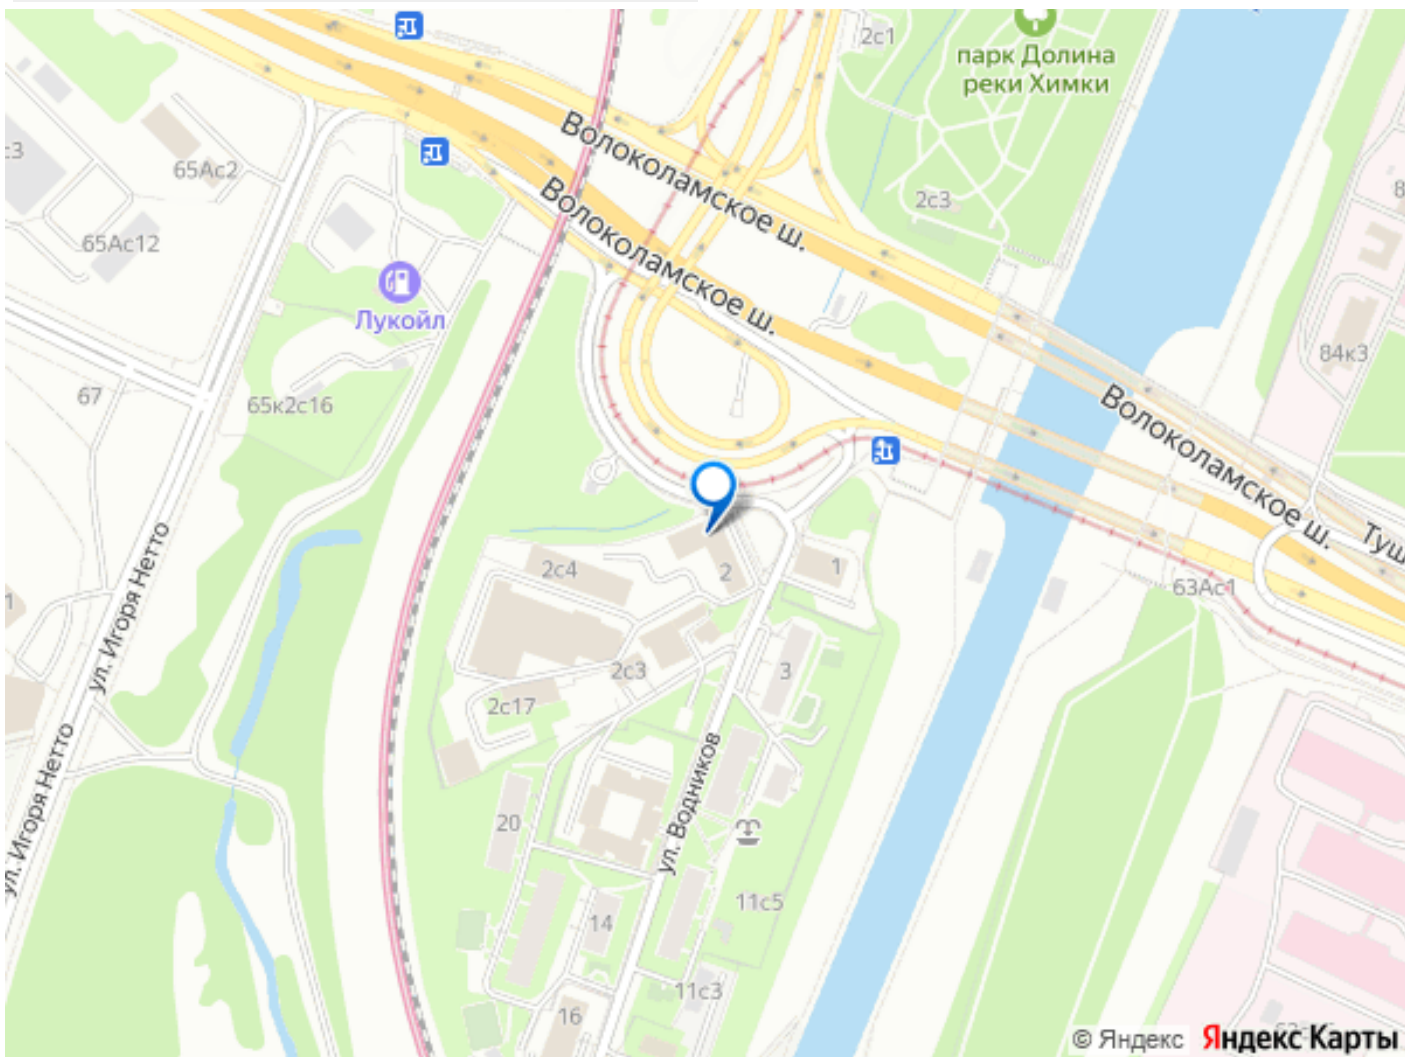 2с1
парк Долина
реки Химки
Волоколамское ш.
с3
65Ас2
Волоколамское ш.
2с3
65Ас12
Лукойл
84к3
67
65к2с16
Волоколамское ш.
Туш
ул. Игоря Нетто
2с4
2
1
63Ас1
1
3
2с3
2с17
ул. Игоря Нетто
ул. Водников
20
11с5
14
11с3
16
© Яндекс Яндекс Карты